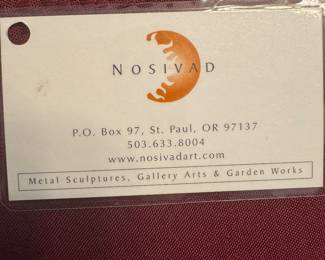 NOSIVAD
P.O. Box 97, St. Paul, OR 97137
503.633.8004
www.nosivadart.com
Metal Sculptures, Gallery Arts & Garden Works